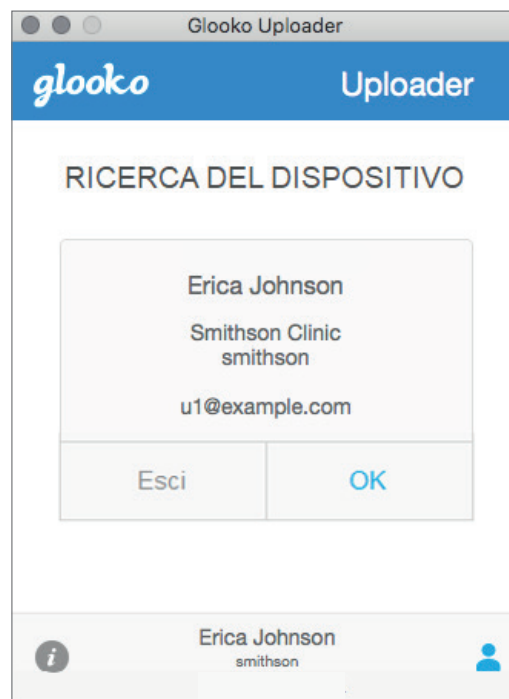 Glooko Uploader
glooko Uploader
RICERCA DEL DISPOSITIVO
Erica Johnson
Smithson Clinic
smithson
u1@example.com
Esci OK
i Erica Johnson
smithson